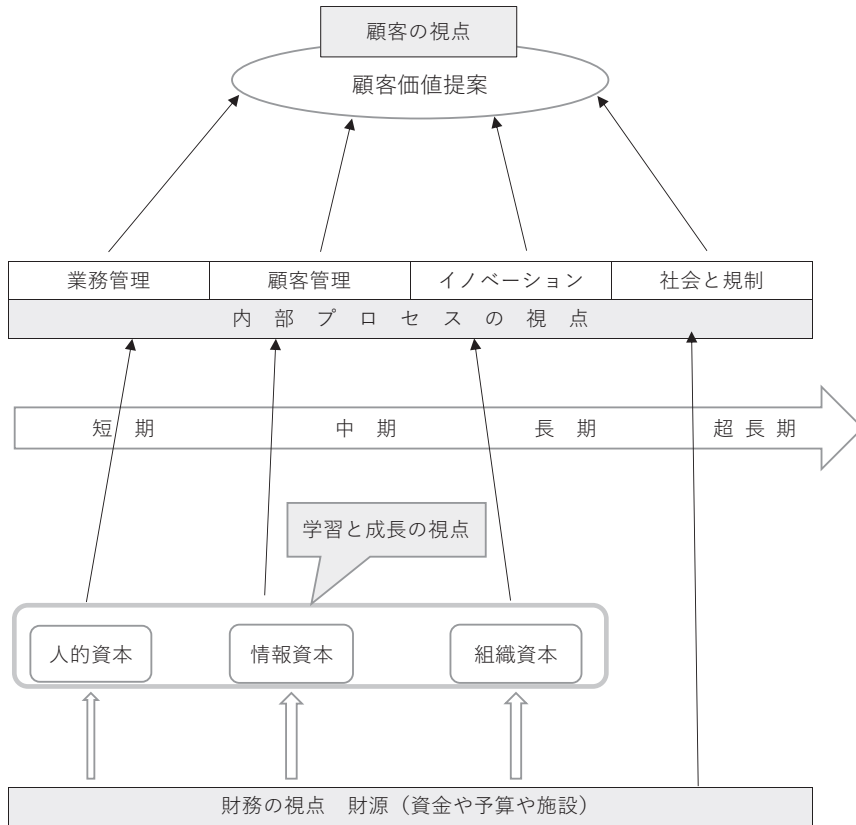 顧客の視点
顧客価値提案
業務管理
顧客管理
イノベーション
社会と規制
内部プロセスの視点
短期
中期
長期
超長期
学習と成長の視点
人的資本
情報資本
組織資本
財務の視点　財源（資金や予算や施設）